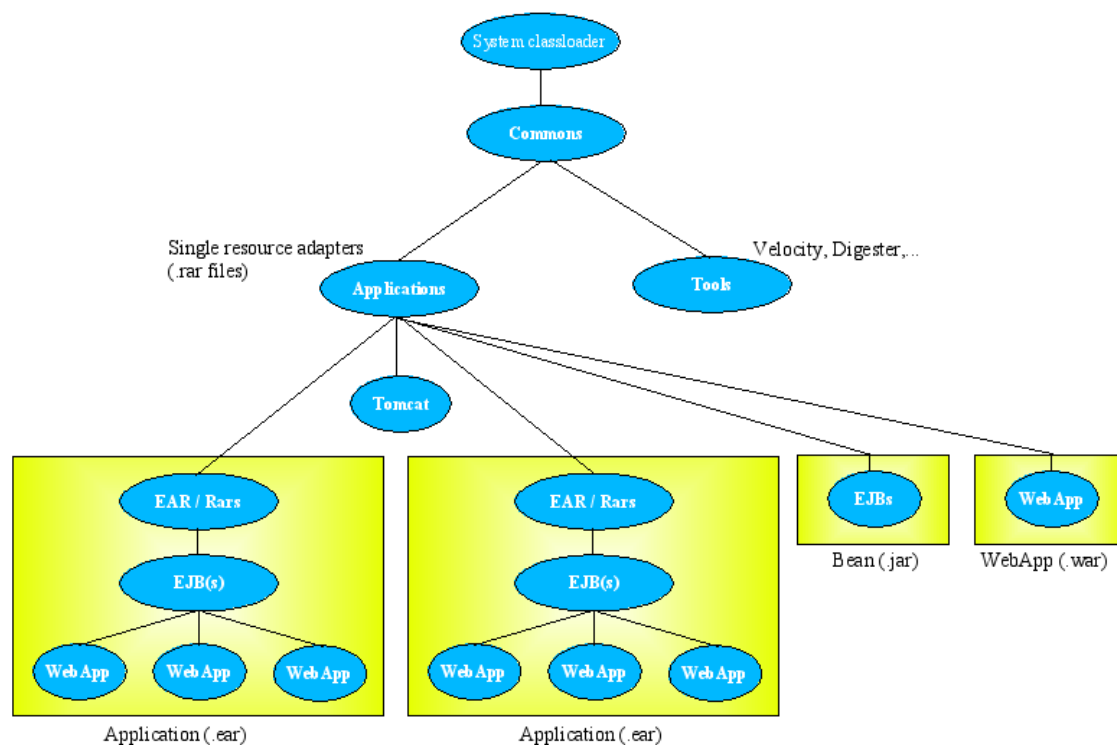 System classloader
Commons
Single resource adapters
(.rar files)
Velocity, Digester,...
Applications
Tools
Tomcat
EAR / Rars
EAR / Rars
EJBs
WebApp
Bean (.jar)
WebApp (.war)
EJB(s)
EJB(s)
WebApp
WebApp
WebApp
WebApp
WebApp
WebApp
Application (.ear)
Application (.ear)